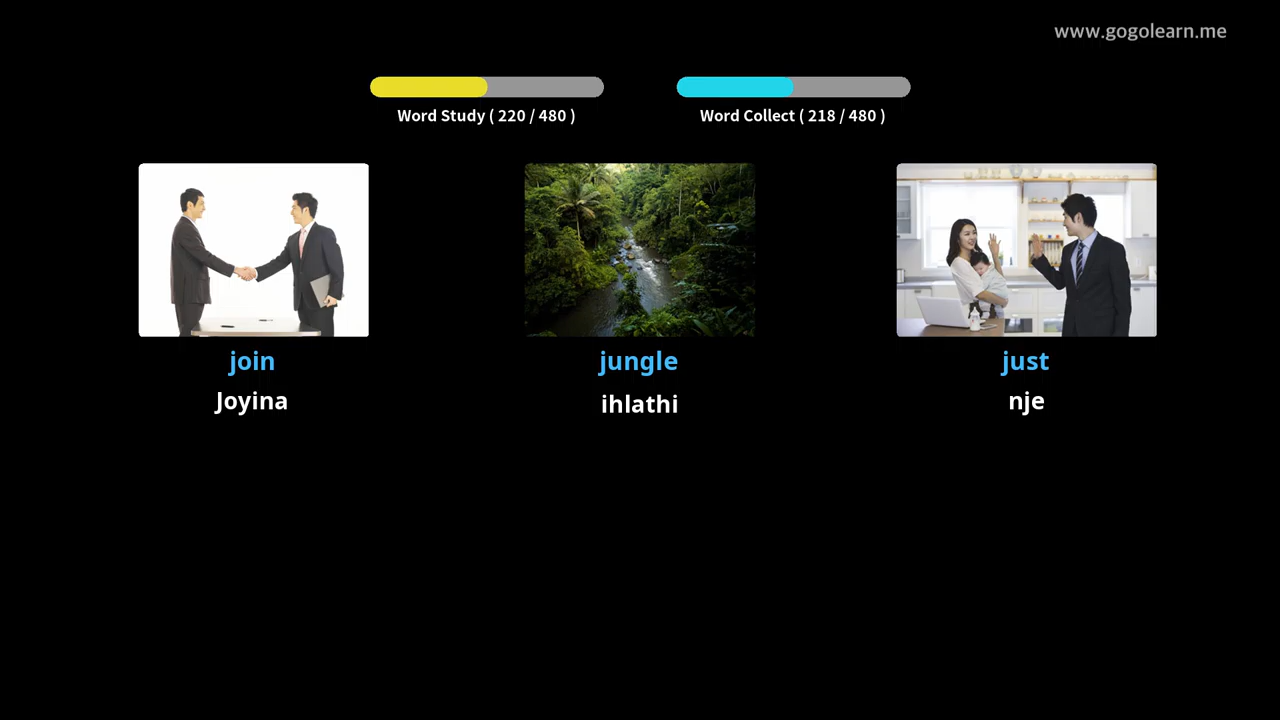 www.gogolearn.me
Word Study ( 220 / 480 )
Word Collect ( 218 / 480 )
join
jungle
just
Joyina
ihlathi
nje